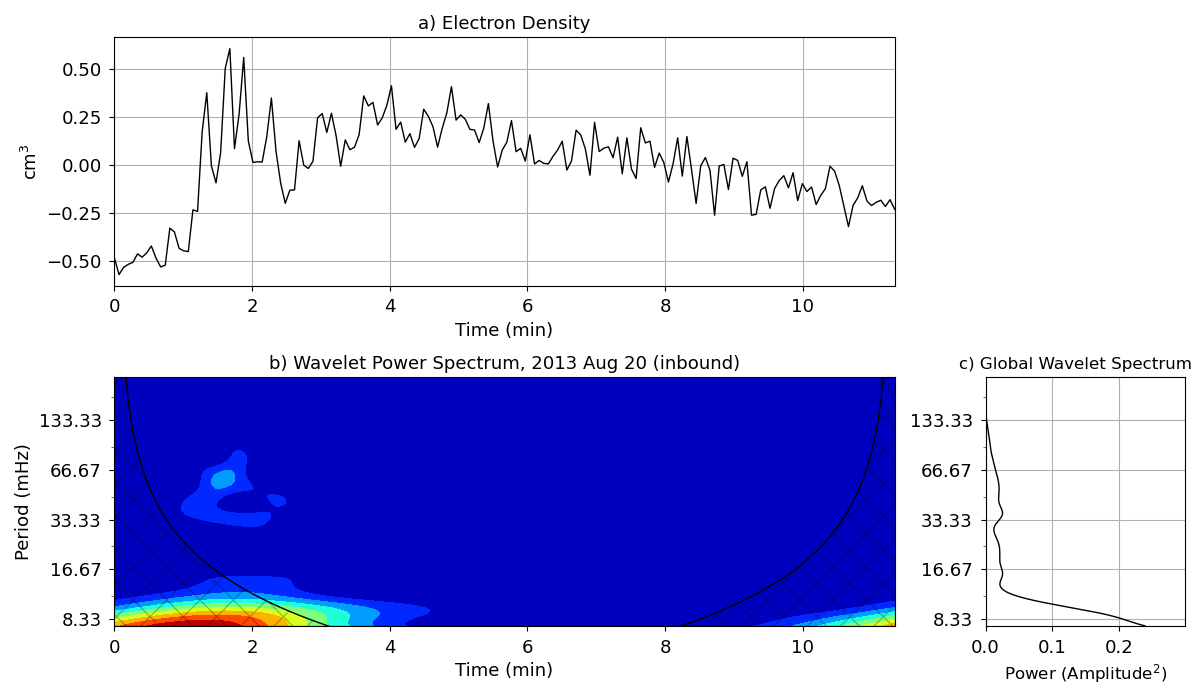 a) Electron Density
0.50
0.25
0.00
−0.25
−0.50
cm³
0 2 4 6 8 10
Time (min)
b) Wavelet Power Spectrum, 2013 Aug 20 (inbound)
c) Global Wavelet Spectrum
133.33
66.67
33.33
16.67
8.33
Period (mHz)
0 2 4 6 8 10
Time (min)
133.33
66.67
33.33
16.67
8.33
0.0 0.1 0.2
Power (Amplitude²)